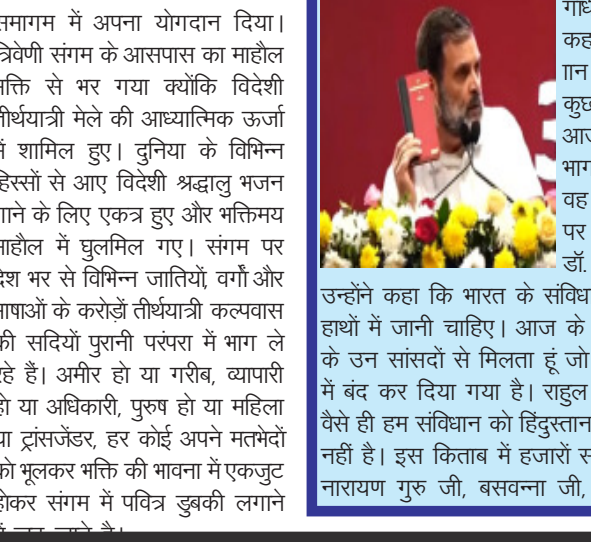 समागम में अपना योगदान दिया।
त्रिवेणी संगम के आसपास का माहौल
भक्ति से भर गया क्योंकि विदेशी
तीर्थयात्री मेले की आध्यात्मिक ऊर्जा
में शामिल हुए। दुनिया के विभिन्न
हिस्सों से आए विदेशी श्रद्धालु भजन
गाने के लिए एकत्र हुए और भक्तिमय
माहौल में घुलमिल गए। संगम पर
देश भर से विभिन्न जातियों, वर्गों और
भाषाओं के करोड़ों तीर्थयात्री कल्पवास
की सदियों पुरानी परंपरा में भाग ले
रहे हैं। अमीर हो या गरीब, व्यापारी
हो या अधिकारी, पुरुष हो या महिला
या ट्रांसजेंडर, हर कोई अपने मतभेदों
को भूलकर भक्ति की भावना में एकजुट
होकर संगम में पवित्र डुबकी लगाने
कुछ
वह
पर
डॉ.
उन्होंने कहा कि भारत के
हाथों में जानी चाहिए। आज के
के उन सांसदों से मिलता हूं जो
में बंद कर दिया गया है। राहुल
वैसे ही हम संविधान को हिंदुस्तान
नहीं है। इस किताब में हजारों
नारायण गुरु जी, बसवन्ना जी,